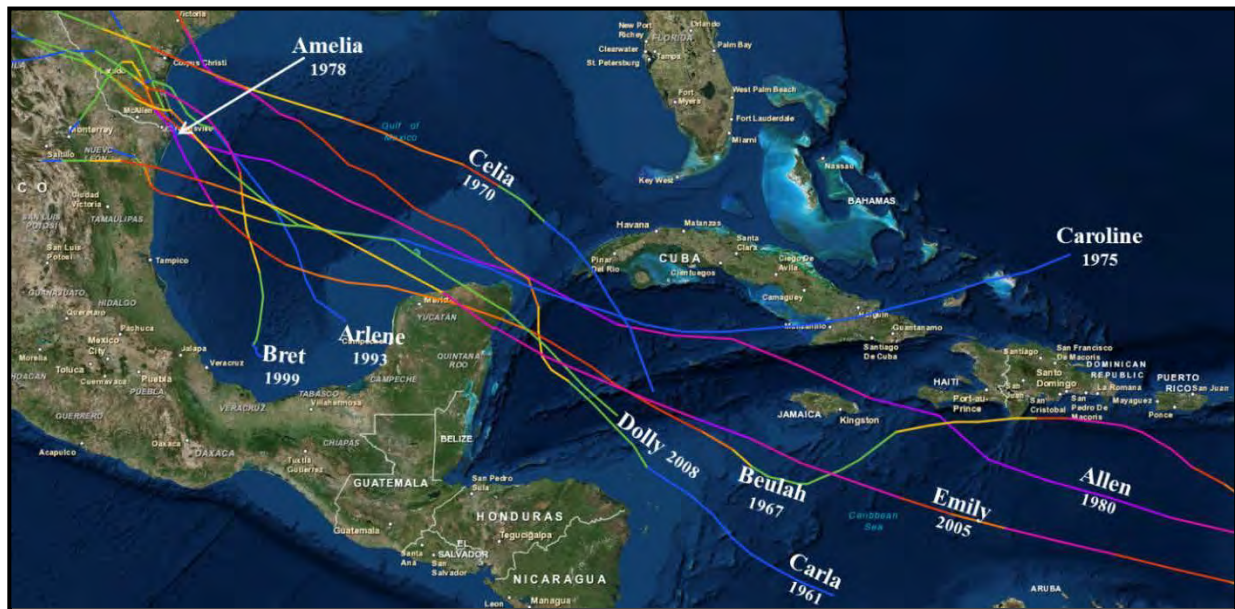 Victoria
Corpus Christi
Laredo
McAllen
Monterrey
Saltillo
NUEVO
LEON
CO
Ciudad
Victoria
TAMAULIPAS
SAN LUIS
POTOSI
San Luis
Potosi
Tampico
GUANAJUATO
HIDALGO
Queretaro
Pachuca
Morelia
Mexico
City
Toluca
Cuernavaca
Puebla
PUEBLA
Jalapa
Veracruz
VERACRUZ
GUERRERO
Acapulco
Oaxaca
OAXACA
TABASCO
Villahermosa
CHIAPAS
Tuxtla
Gutierrez
CAMPECHE
Merid
YUCATÁN
QUINTANA
ROO
BELIZE
GUATEMALA
Guatemala
San Pedro
Sula
HONDURAS
Tegucigalpa
EL
SALVADOR
Santa
Ana
San
Salvador
NICARAGUA
Leon
Managua
Amelia
1978
Gulf of
Mexico
Celia
1970
Bret
1999
Arlene
1993
Dolly 2008
Beulah
1967
Carla
1961
Emily
2005
Allen
1980
Caroline
1975
New Port
Richey
Orlando
FLORIDA
Clearwater
Tampa
St. Petersburg
Palm Bay
Fort
Myers
West Palm Beach
Fort Lauderdale
Miami
Key West
Nassau
BAHAMAS
Havana
Matanzas
Pinar
Del Rio
CUBA
Santa
Clara
Cienfuegos
Ciego De
Avila
Camaguey
Holguin
Manzanillo
Guantanamo
Santiago
De Cuba
JAMAICA
Kingston
HAITI
Port-au-
Prince
Santiago
San Francisco
De Macoris
DOMINICAN
REPUBLIC
Santo
Domingo
San
Juan
San
Cristobal
San
Pedro De
Macoris
La Romana
Mayaguez
Ponce
PUERTO
RICO
San Juan
Caribbean
Sea
ARUBA